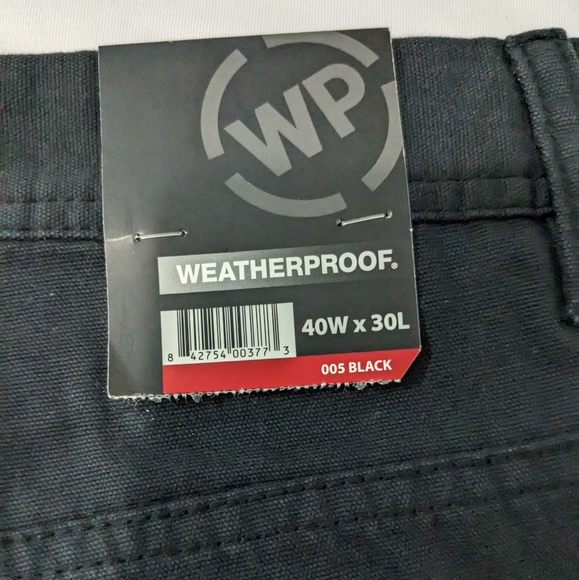 WP
WEATHERPROOF®
40W x 30L
8 42754 00377 3
005 BLACK